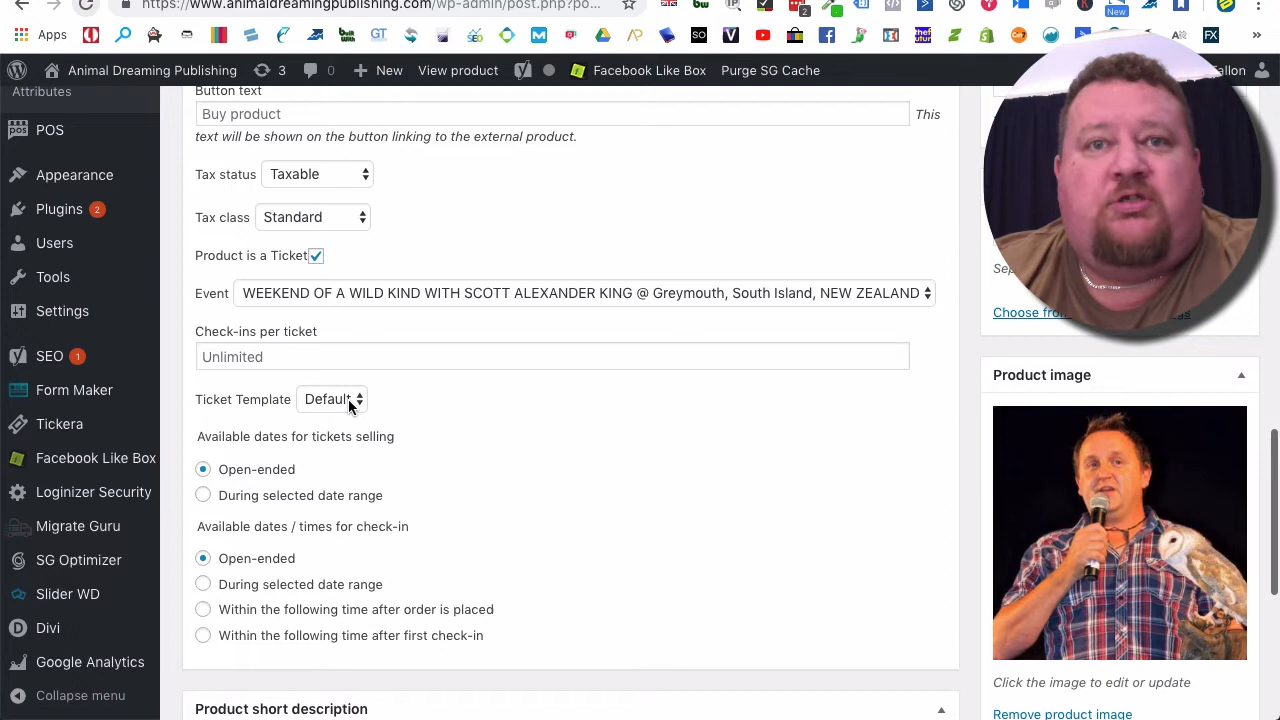 https://www.animaldreamingpublishing.com/wp-admin/post.php?po...
2
New
Apps
GT
SO
FX
»
Animal Dreaming Publishing
3
0
New
View product
Facebook Like Box
Purge SG Cache
allon
Attributes
POS
Appearance
Plugins 2
Users
Tools
Settings
SEO 1
Form Maker
Tickera
Facebook Like Box
Loginizer Security
Migrate Guru
SG Optimizer
Slider WD
Divi
Google Analytics
Collapse menu
Button text
Buy product
This
text will be shown on the button linking to the external product.
Tax status Taxable
Tax class Standard
Product is a Ticket
Event WEEKEND OF A WILD KIND WITH SCOTT ALEXANDER KING @ Greymouth, South Island, NEW ZEALAND
Check-ins per ticket
Unlimited
Ticket Template Default
Available dates for tickets selling
Open-ended
During selected date range
Available dates / times for check-in
Open-ended
During selected date range
Within the following time after order is placed
Within the following time after first check-in
Product short description
Sep
Choose fro
Product image
Click the image to edit or update
Remove product image